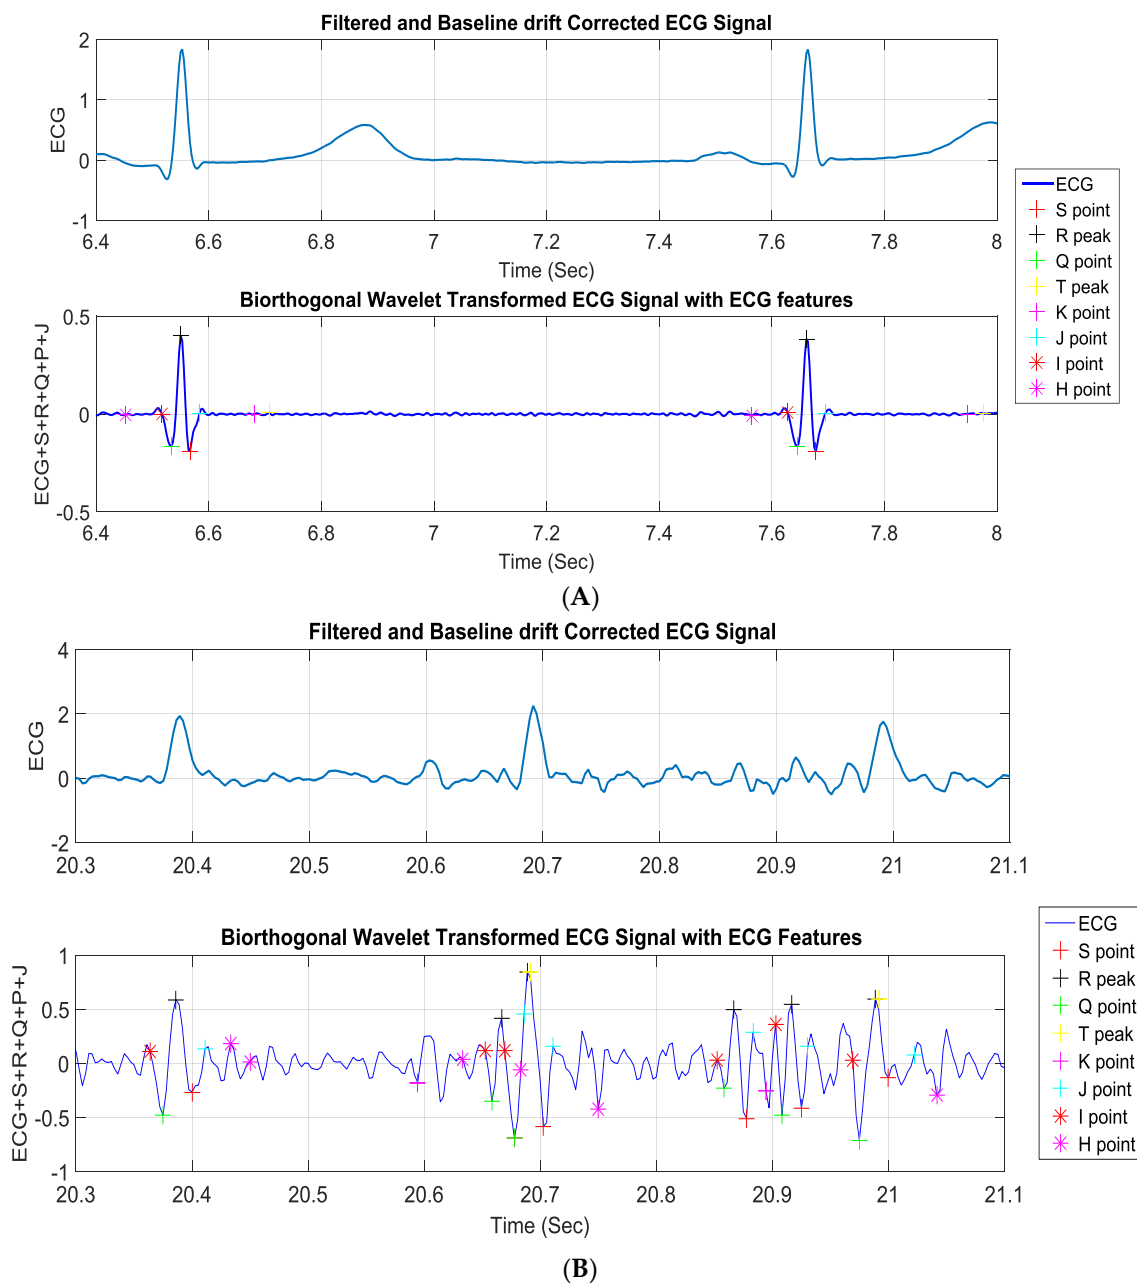 Filtered and Baseline drift Corrected ECG Signal
2
1
0
-1
ECG
6.4 6.6 6.8 7 7.2 7.4 7.6 7.8 8
Time (Sec)
ECG
S point
R peak
Q point
T peak
K point
J point
I point
H point
Biorthogonal Wavelet Transformed ECG Signal with ECG features
0.5
0
-0.5
ECG+S+R+Q+P+J
6.4 6.6 6.8 7 7.2 7.4 7.6 7.8 8
Time (Sec)
(A)
Filtered and Baseline drift Corrected ECG Signal
4
2
0
-2
ECG
20.3 20.4 20.5 20.6 20.7 20.8 20.9 21 21.1
Biorthogonal Wavelet Transformed ECG Signal with ECG Features
1
0.5
0
-0.5
-1
ECG+S+R+Q+P+J
20.3 20.4 20.5 20.6 20.7 20.8 20.9 21 21.1
Time (Sec)
ECG
S point
R peak
Q point
T peak
K point
J point
I point
H point
(B)